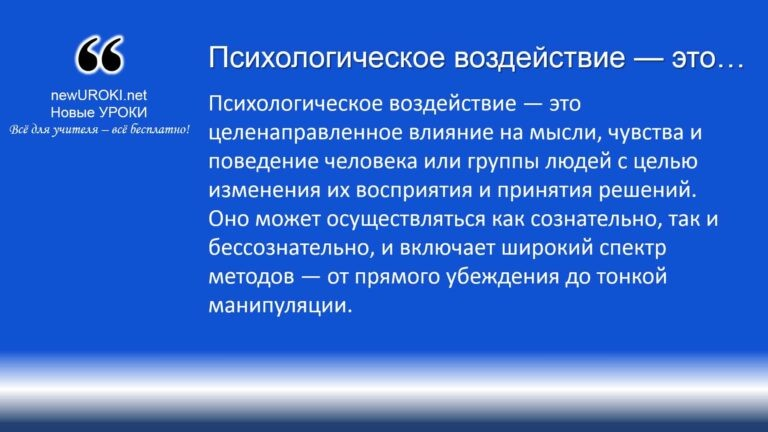 ❝
newUROKI.net
Новые УРОКИ
Всё для учителя – всё бесплатно!
Психологическое воздействие — это…
Психологическое воздействие — это
целенаправленное влияние на мысли, чувства и
поведение человека или группы людей с целью
изменения их восприятия и принятия решений.
Оно может осуществляться как сознательно, так и
бессознательно, и включает широкий спектр
методов — от прямого убеждения до тонкой
манипуляции.